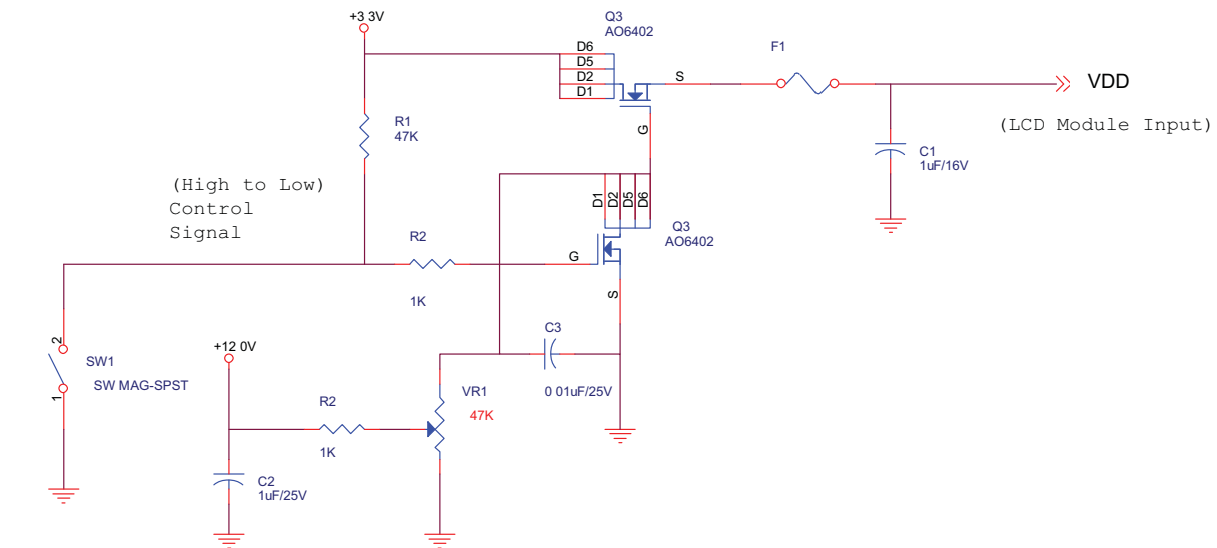 +3 3V
Q3
AO6402
D6
D5
D2
D1
S
G
F1
VDD
(LCD Module Input)
R1
47K
C1
1uF/16V
(High to Low)
Control
Signal
D1
D2
D5
D6
Q3
AO6402
R2
1K
G
S
2
1
SW1
SW MAG-SPST
+12 0V
C3
0 01uF/25V
R2
1K
VR1
47K
C2
1uF/25V